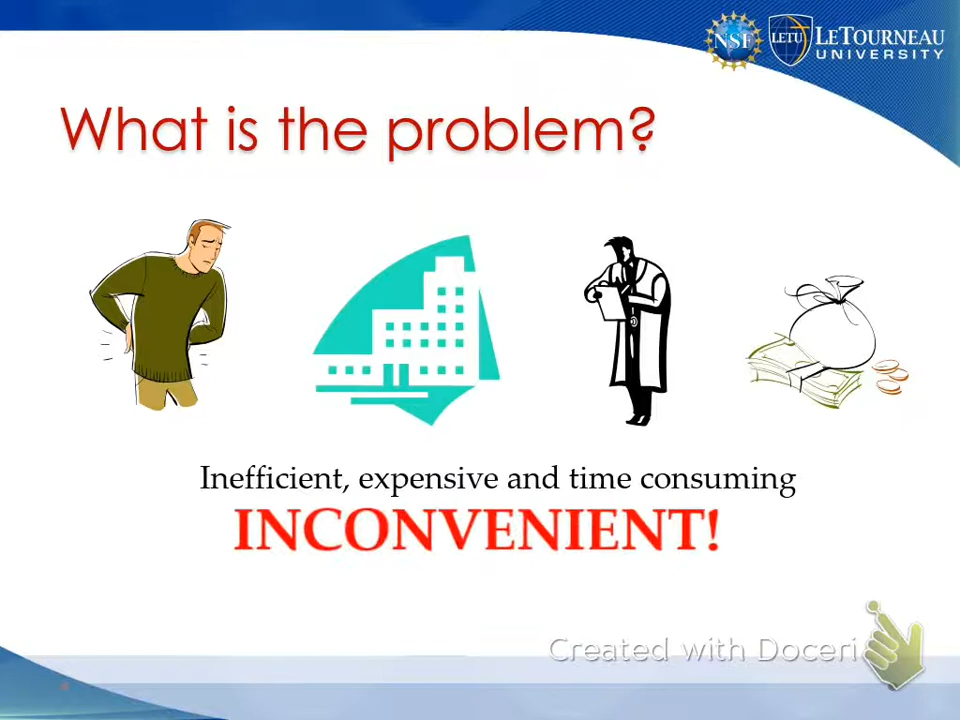 NSF
LETU
LETOURNEAU
UNIVERSITY
What is the problem?
Inefficient, expensive and time consuming
INCONVENIENT!
Created with Doceri